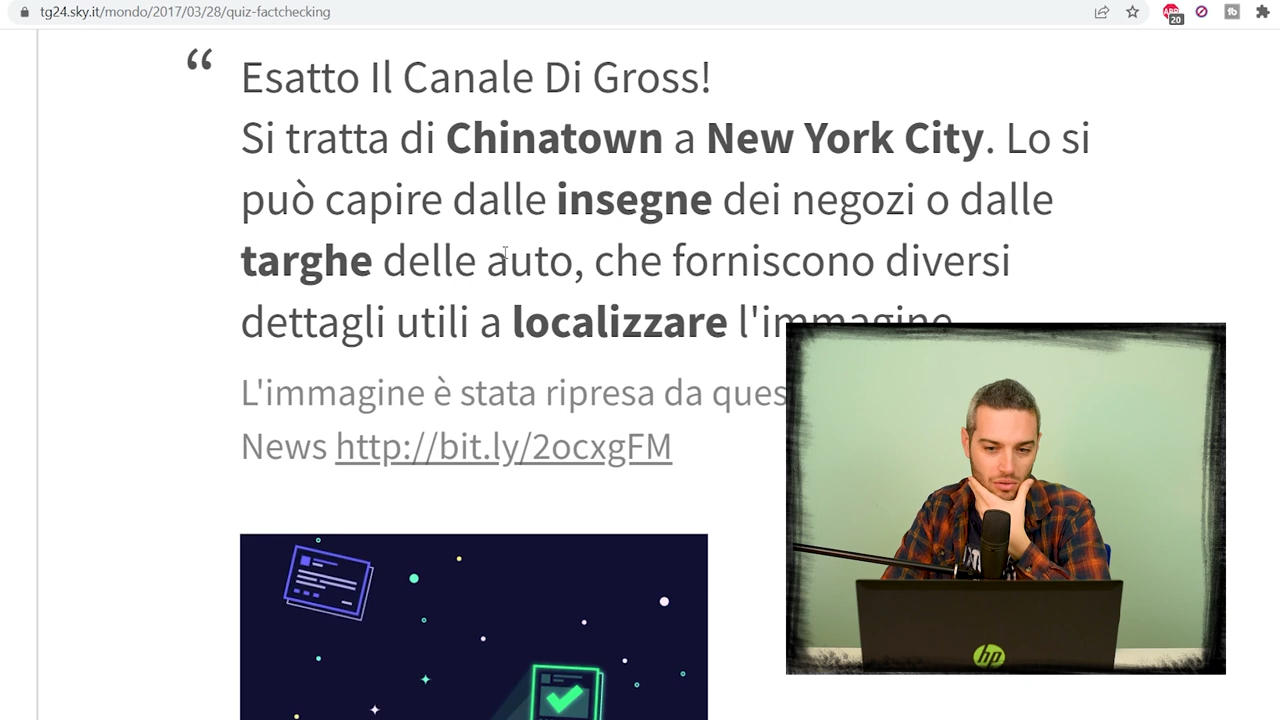 tg24.sky.it/mondo/2017/03/28/quiz-factchecking
20
“ Esatto Il Canale Di Gross!
Si tratta di Chinatown a New York City. Lo si
può capire dalle insegne dei negozi o dalle
targhe delle auto, che forniscono diversi
dettagli utili a localizzare l'immagine
L'immagine è stata ripresa da
News http://bit.ly/2ocxgFM
hp